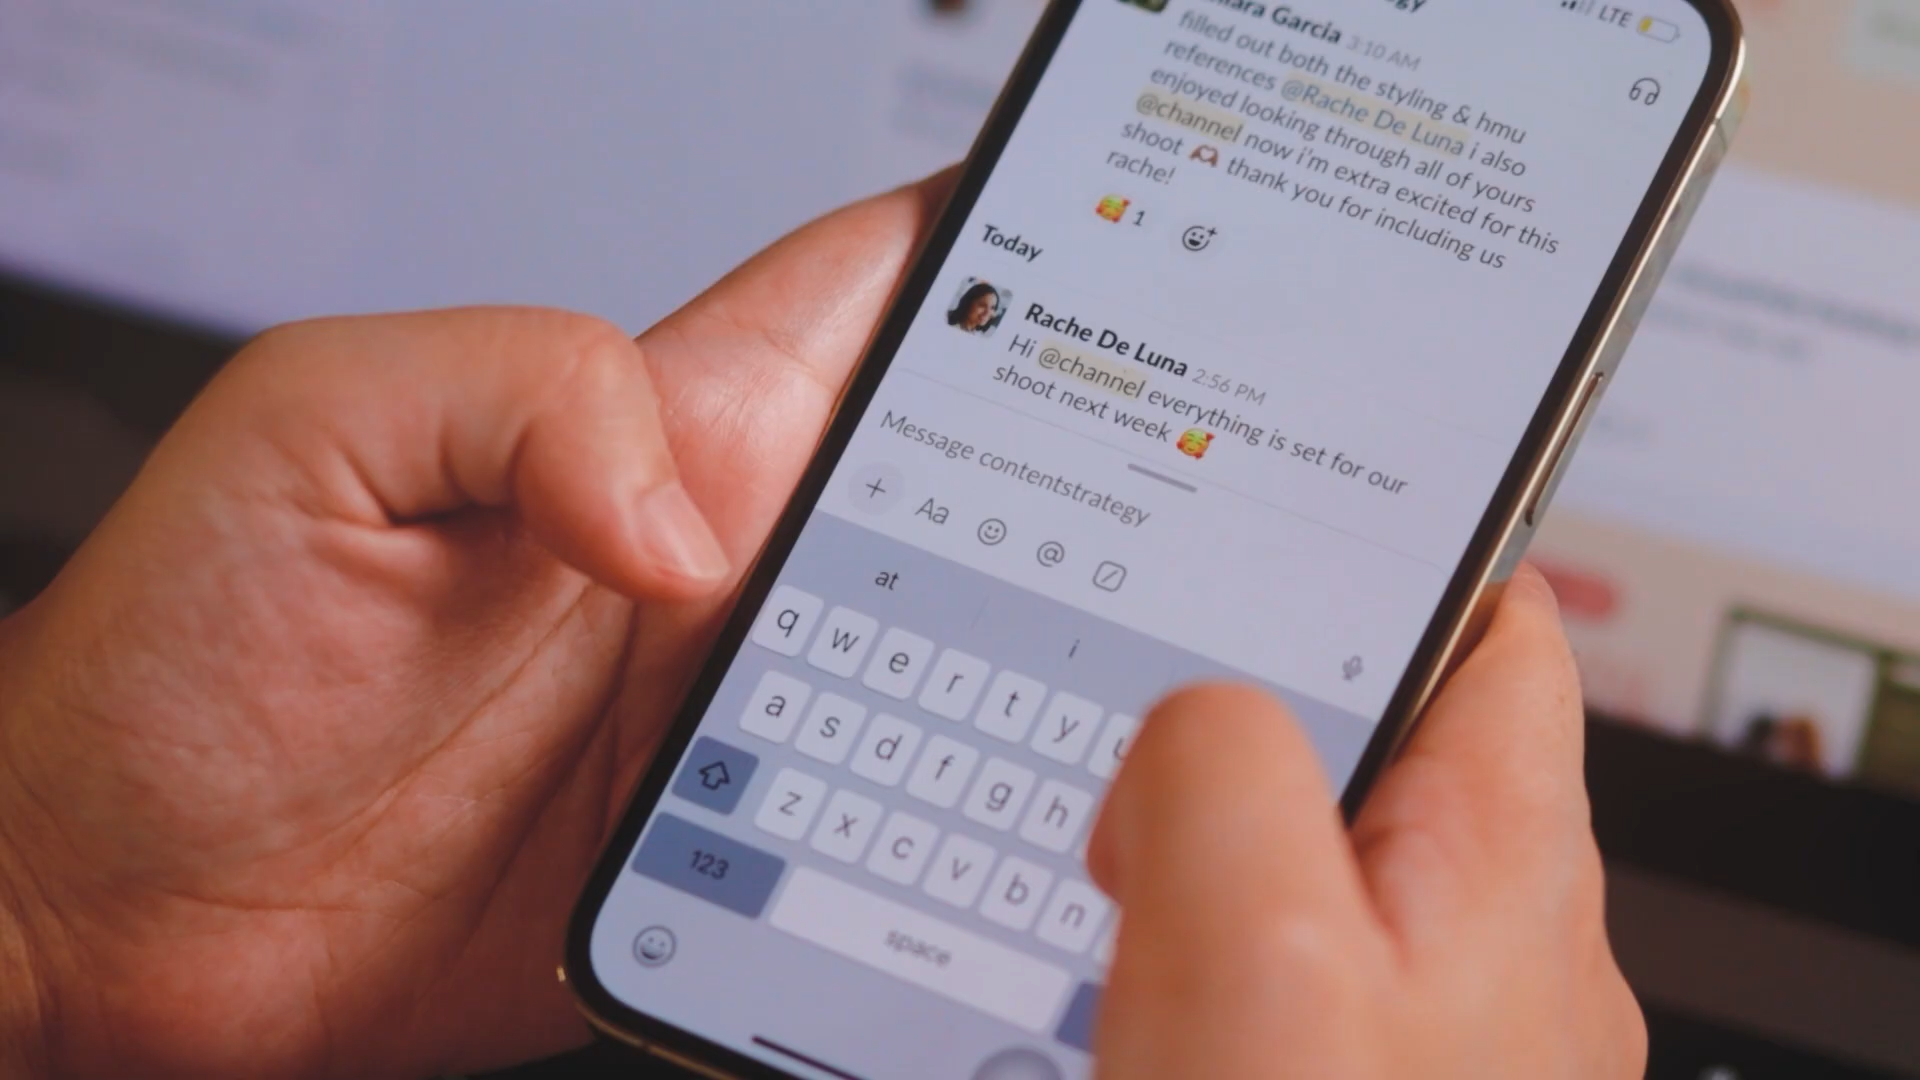 Garcia 3:10 AM
LTE
filled out both the styling & hmu
references @Rache De Luna i also
enjoyed looking through all of yours
@channel now i'm extra excited for this
shoot 🫶🏽 thank you for including us
rache!
🥰 1
Today
Rache De Luna 2:56 PM
Hi @channel everything is set for our
shoot next week 🥰
Message contentstrategy
+ Aa @
at i
q w e r t y u
a s d f g h
z x c v b n
123 space